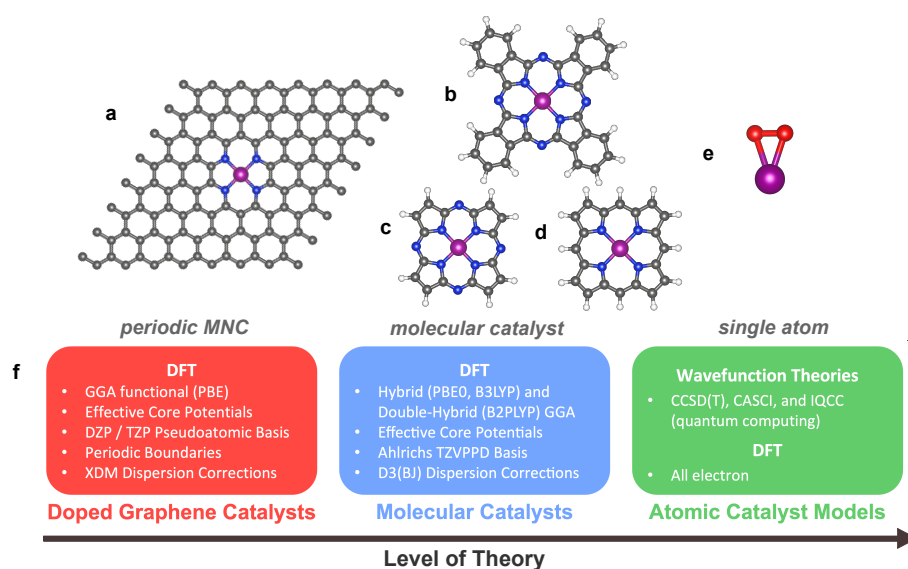 a
b
c
d
e
periodic MNC
molecular catalyst
single atom
f
DFT
• GGA functional (PBE)
• Effective Core Potentials
• DZP / TZP Pseudoatomic Basis
• Periodic Boundaries
• XDM Dispersion Corrections
DFT
• Hybrid (PBE0, B3LYP) and
Double-Hybrid (B2PLYP) GGA
• Effective Core Potentials
• Ahlrichs TZVPPD Basis
• D3(BJ) Dispersion Corrections
Wavefunction Theories
• CCSD(T), CASCI, and IQCC
(quantum computing)
DFT
• All electron
Doped Graphene Catalysts
Molecular Catalysts
Atomic Catalyst Models
Level of Theory